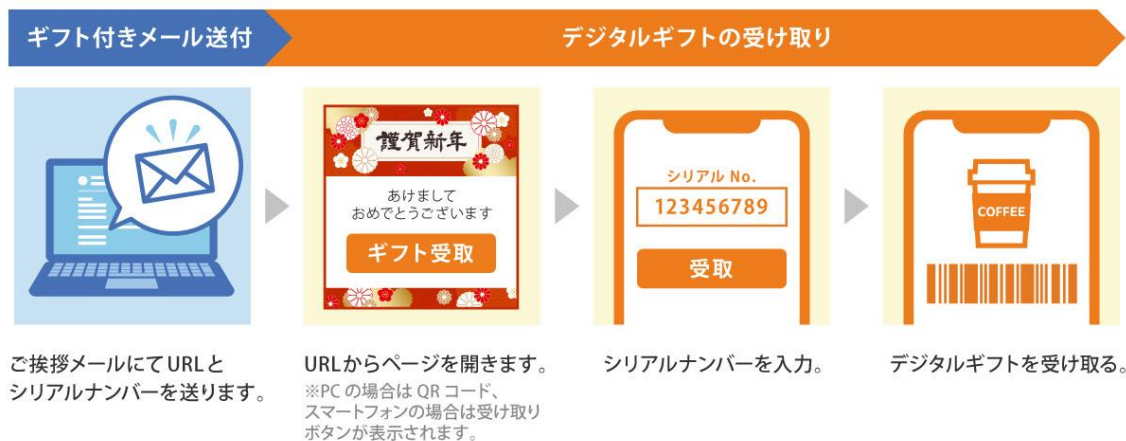 ギフト付きメール送付
デジタルギフトの受け取り
謹賀新年
あけまして
おめでとうございます
ギフト受取
シリアル No.
123456789
受取
COFFEE
ご挨拶メールにてURLと
シリアルナンバーを送ります。
URLからページを開きます。
※PC の場合は QR コード、
スマートフォンの場合は受け取り
ボタンが表示されます。
シリアルナンバーを入力。
デジタルギフトを受け取る。